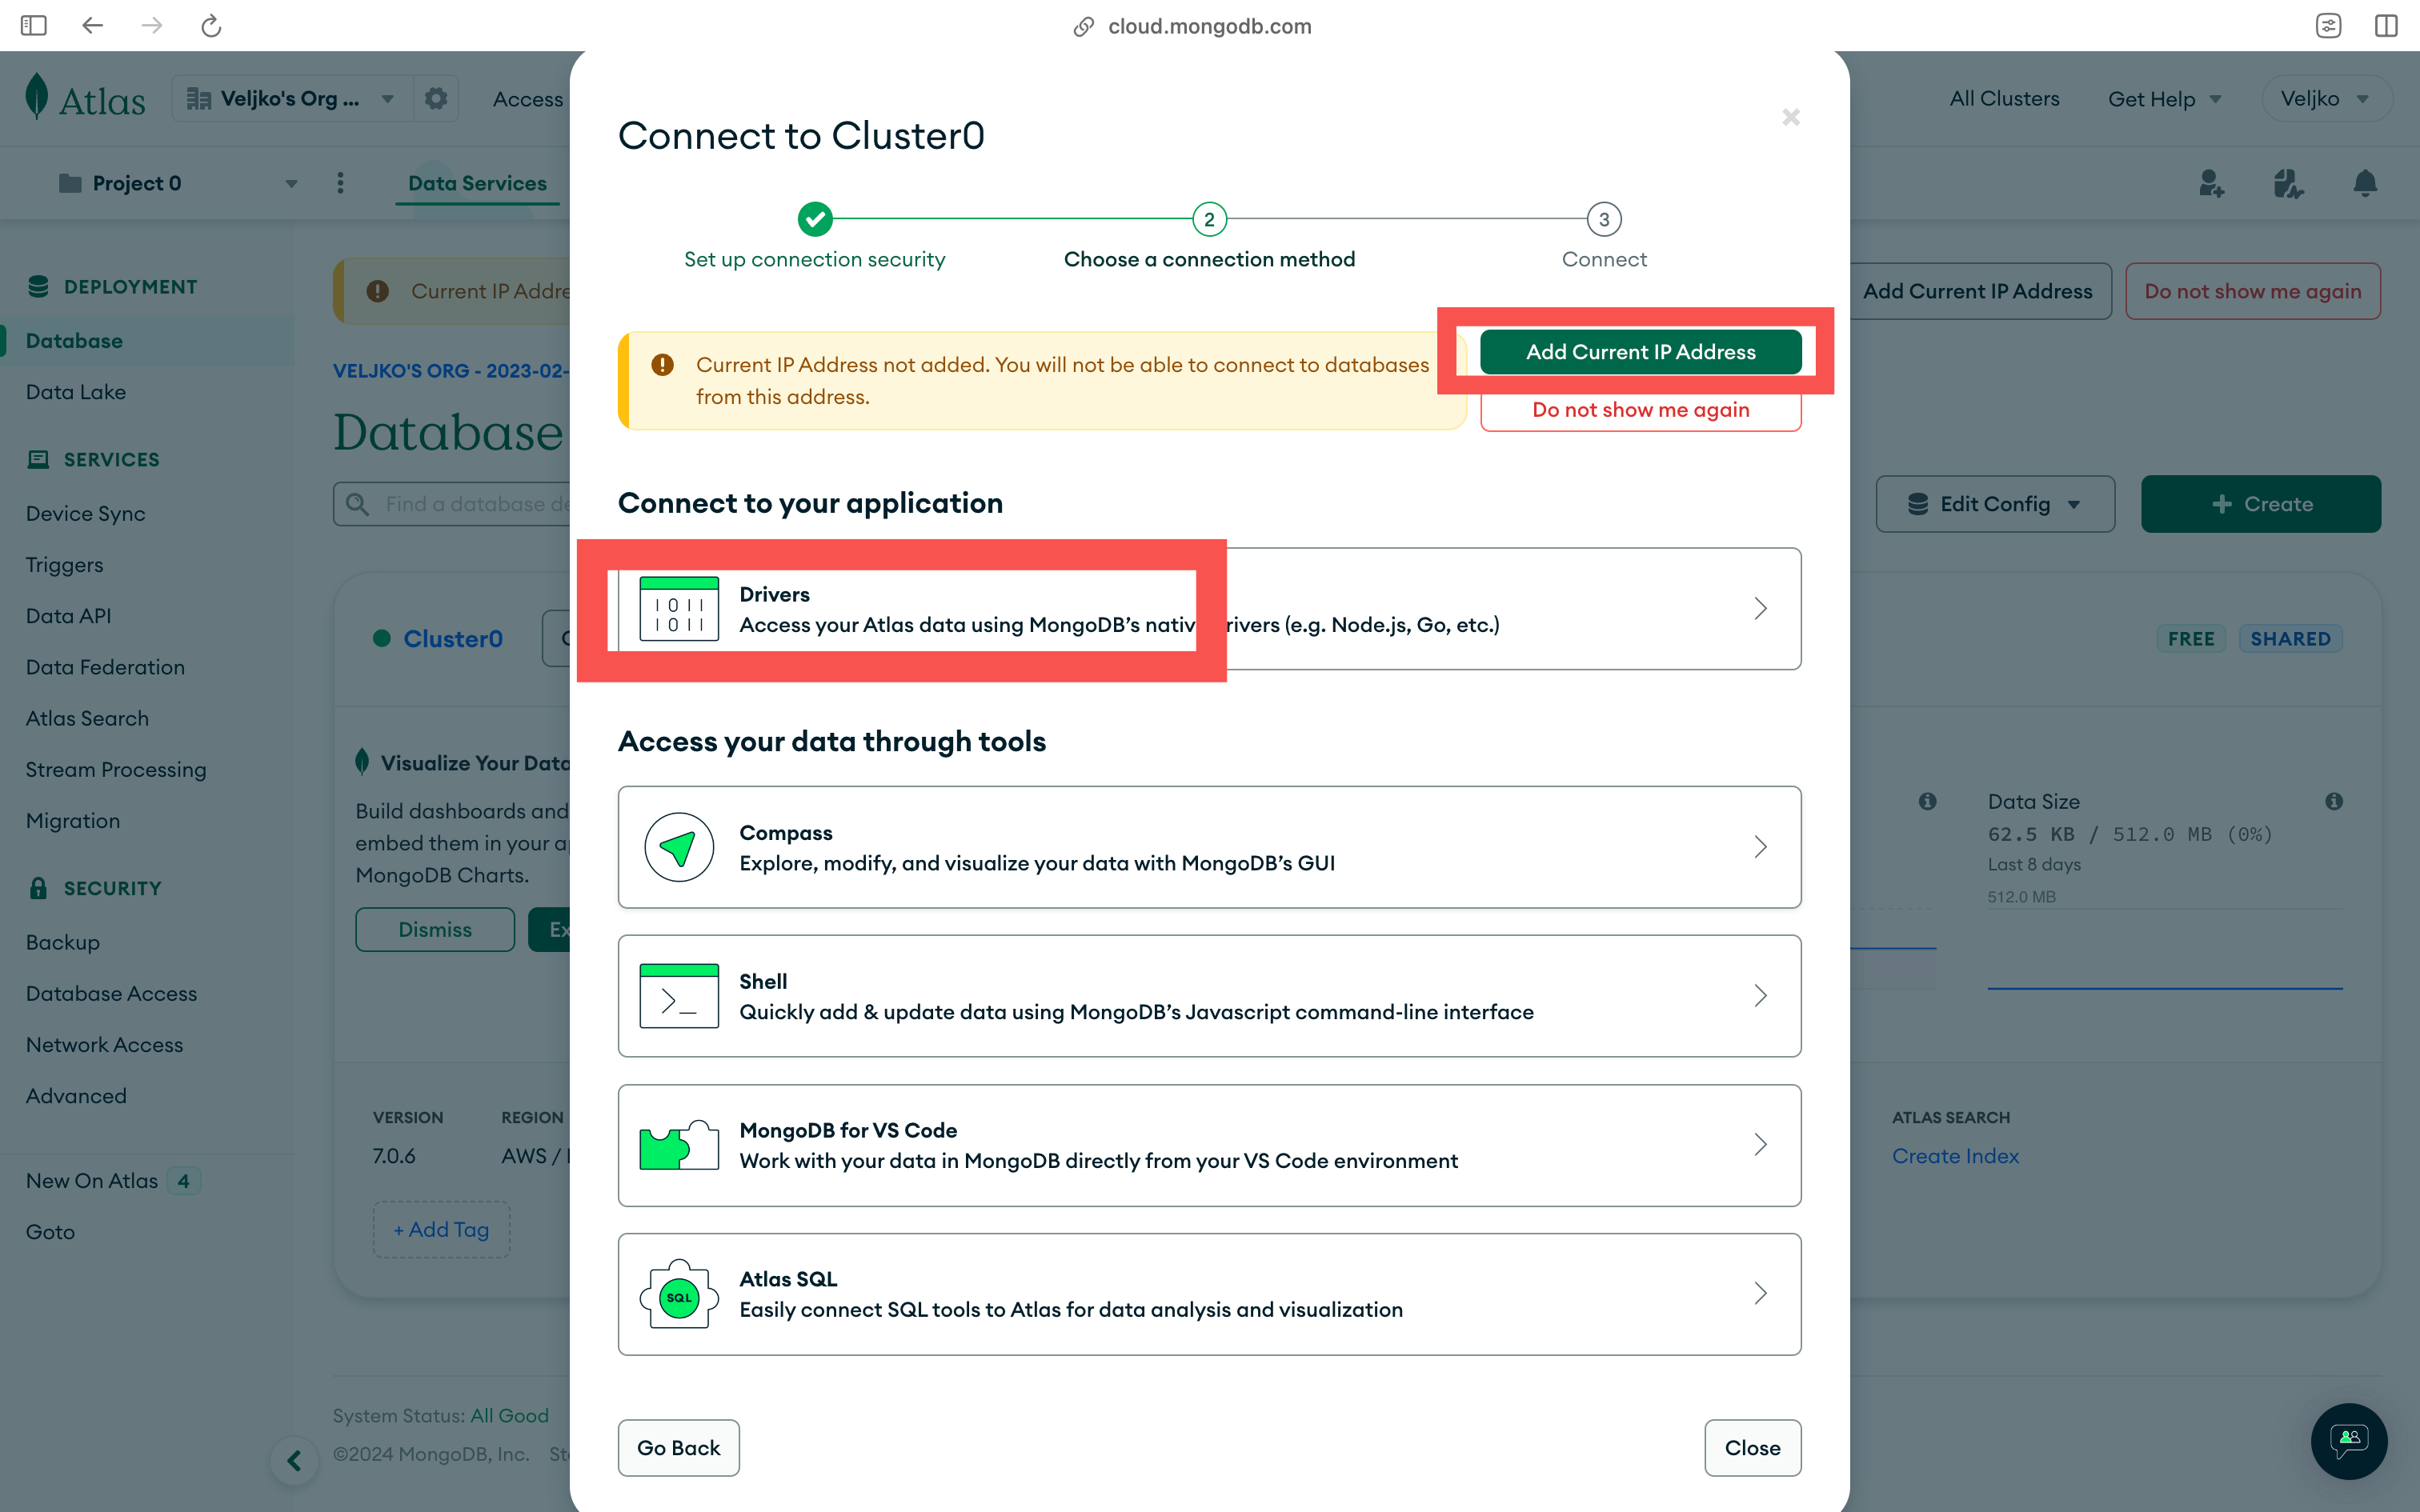 cloud.mongodb.com
Atlas
Veljko's Org ...
Access
All Clusters
Get Help
Veljko
Project 0
Data Services
DEPLOYMENT
Database
Data Lake
SERVICES
Device Sync
Triggers
Data API
Data Federation
Atlas Search
Stream Processing
Migration
SECURITY
Backup
Database Access
Network Access
Advanced
New On Atlas 4
Goto
Current IP Addre
Add Current IP Address
Do not show me again
VELJKO'S ORG - 2023-02-
Database
Find a database de
Edit Config
+ Create
Cluster0
FREE
SHARED
Visualize Your Data
Build dashboards and
embed them in your a
MongoDB Charts.
Dismiss
Ex
Data Size
62.5 KB / 512.0 MB (0%)
Last 8 days
512.0 MB
VERSION
7.0.6
REGION
AWS /
ATLAS SEARCH
Create Index
+ Add Tag
System Status: All Good
©2024 MongoDB, Inc. St
Connect to Cluster0
2
3
Set up connection security
Choose a connection method
Connect
Current IP Address not added. You will not be able to connect to databases
from this address.
Add Current IP Address
Do not show me again
Connect to your application
1011
1011
Drivers
Access your Atlas data using MongoDB’s nativ rivers (e.g. Node.js, Go, etc.)
Access your data through tools
Compass
Explore, modify, and visualize your data with MongoDB’s GUI
>_
Shell
Quickly add & update data using MongoDB’s Javascript command-line interface
MongoDB for VS Code
Work with your data in MongoDB directly from your VS Code environment
SQL
Atlas SQL
Easily connect SQL tools to Atlas for data analysis and visualization
Go Back
Close